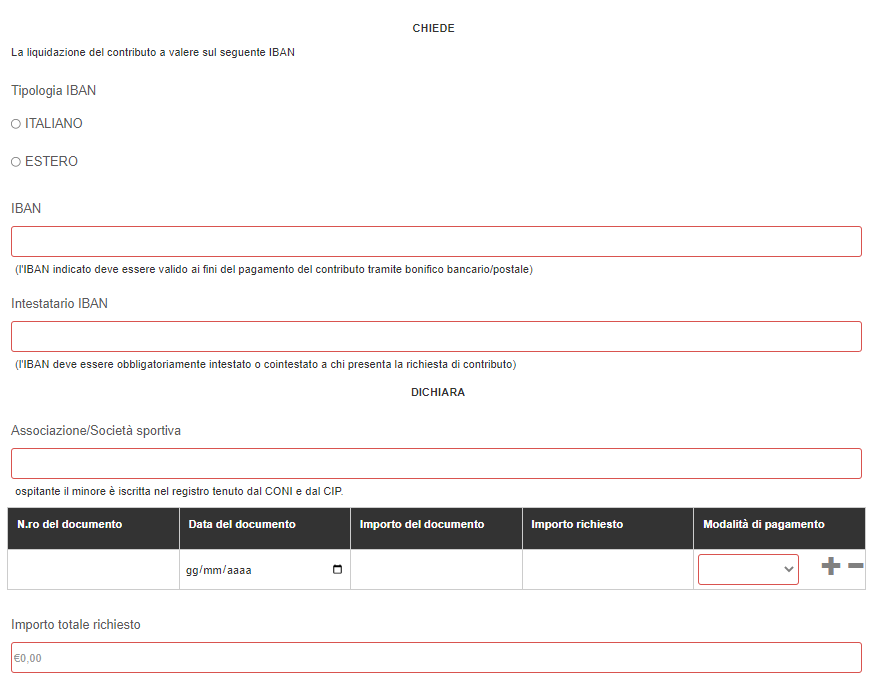 CHIEDE
La liquidazione del contributo a valere sul seguente IBAN
Tipologia IBAN
ITALIANO
ESTERO
IBAN
(l'IBAN indicato deve essere valido ai fini del pagamento del contributo tramite bonifico bancario/postale)
Intestatario IBAN
(l'IBAN deve essere obbligatoriamente intestato o cointestato a chi presenta la richiesta di contributo)
DICHIARA
Associazione/Società sportiva
ospitante il minore è iscritta nel registro tenuto dal CONI e dal CIP.
N.ro del documento Data del documento Importo del documento Importo richiesto Modalità di pagamento
gg/mm/aaaa
Importo totale richiesto
€0,00